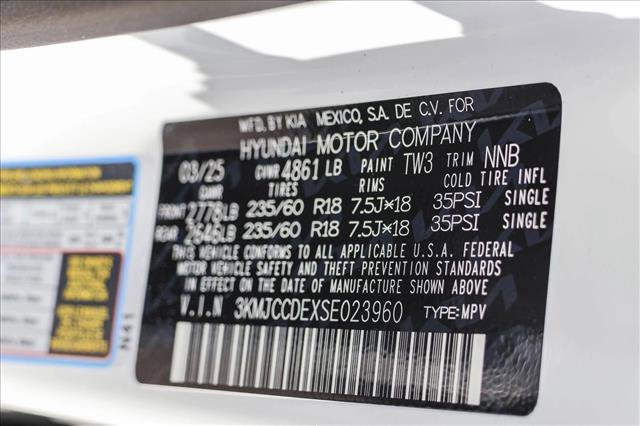 MFD. BY KIA MEXICO, S.A. DE C.V. FOR
HYUNDAI MOTOR COMPANY
03/25 GVWR 4861 LB PAINT TW3 TRIM NNB
GAWR TIRES RIMS COLD TIRE INFL
FRONT 2778LB 235/60 R18 7.5J×18 35PSI SINGLE
REAR 2646LB 235/60 R18 7.5J×18 35PSI SINGLE
THIS VEHICLE CONFORMS TO ALL APPLICABLE U.S.A. FEDERAL
MOTOR VEHICLE SAFETY AND THEFT PREVENTION STANDARDS
IN EFFECT ON THE DATE OF MANUFACTURE SHOWN ABOVE
V.I.N 3KMJCCDEXSE023960 TYPE:MPV
N41